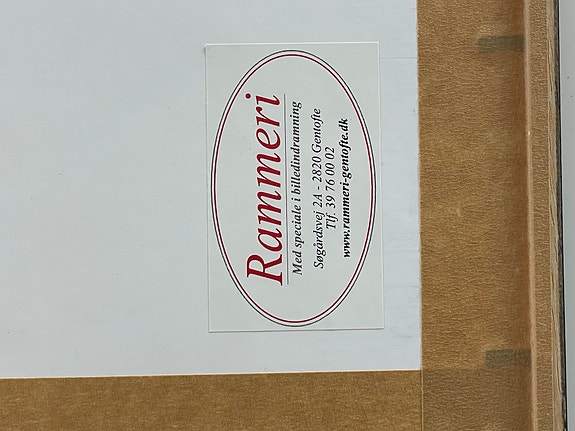 Rammeri
Med speciale i billedindramning
Søgårdsvej 2A - 2820 Gentofte
Tlf. 39 76 00 02
www.rammeri-gentofte.dk